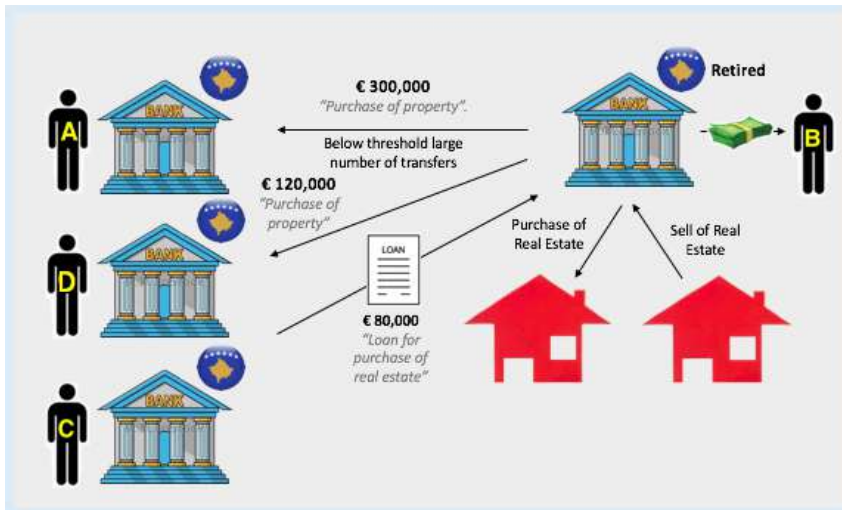 BANK
A
€ 300,000
"Purchase of property".
Below threshold large
number of transfers
BANK
Retired
B
€ 120,000
"Purchase of
property"
BANK
D
LOAN
€ 80,000
"Loan for
purchase of
real estate"
Purchase of
Real Estate
Sell of Real
Estate
BANK
C